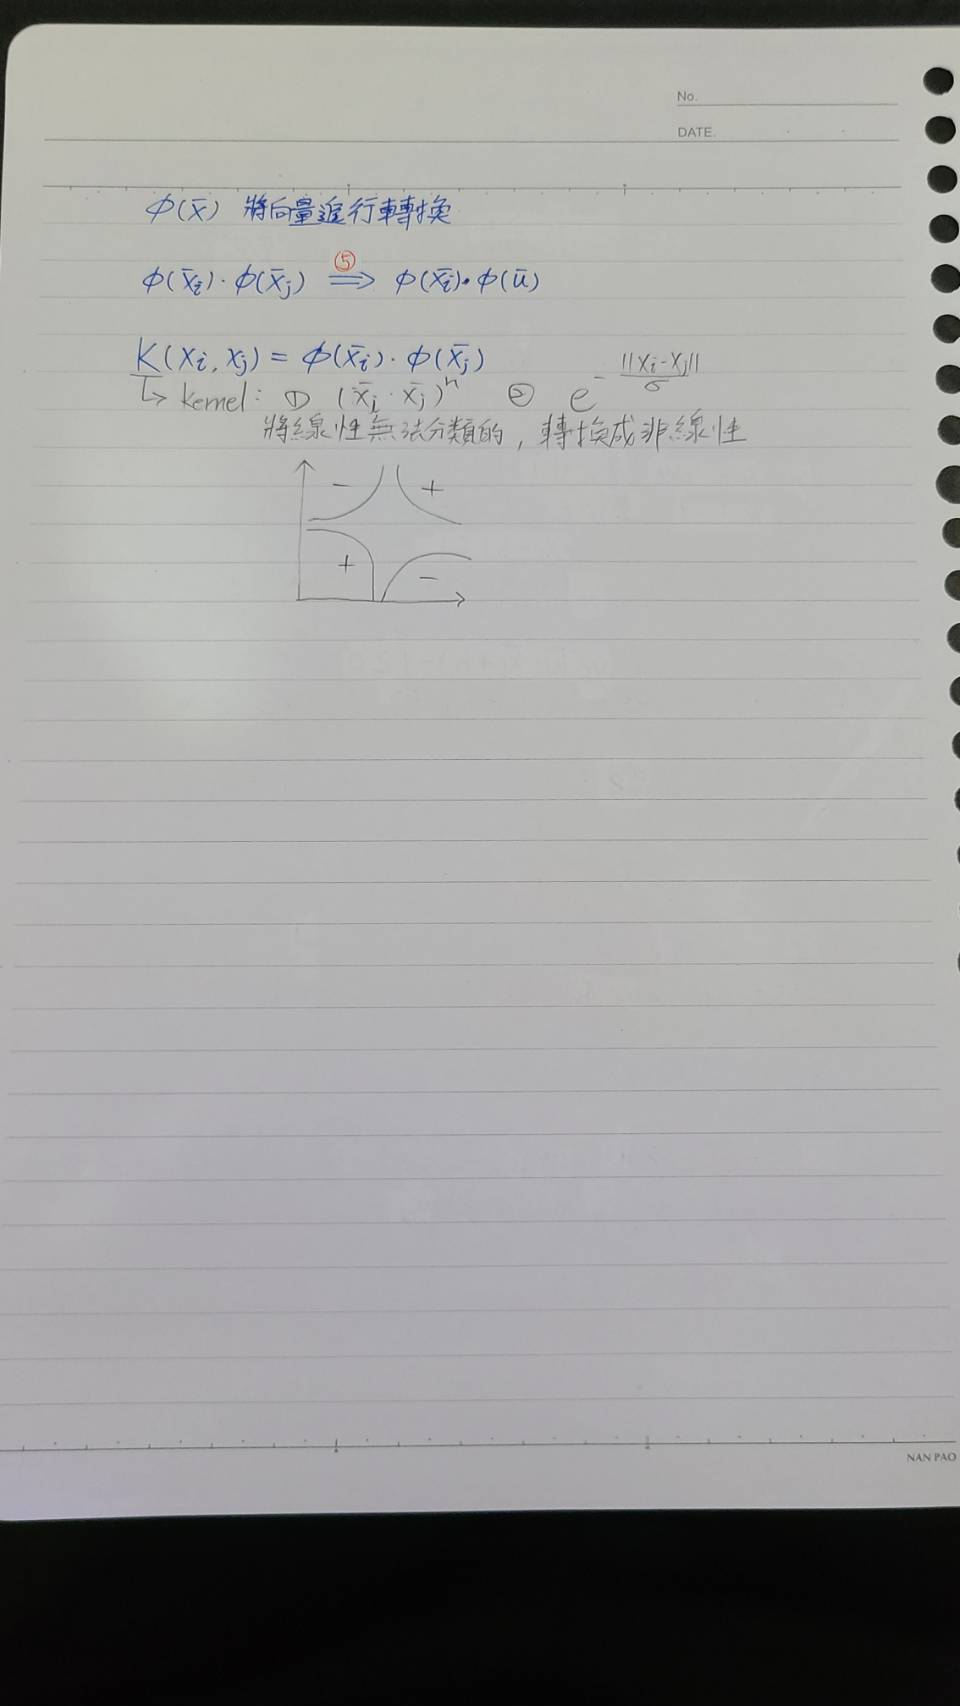 No.
DATE.
φ(x̄) 將向量進行轉換
φ(x̄i)·φ(x̄j) ⑤⟹ φ(x̄i)·φ(ū)
K(xi, xj) = φ(x̄i)·φ(x̄j)
↳ kernel: ① (x̄i·x̄j)^n ② e^(-||xi-xj||/σ)
將線性無法分類的, 轉換成非線性
- +
+ -
NAN PAO